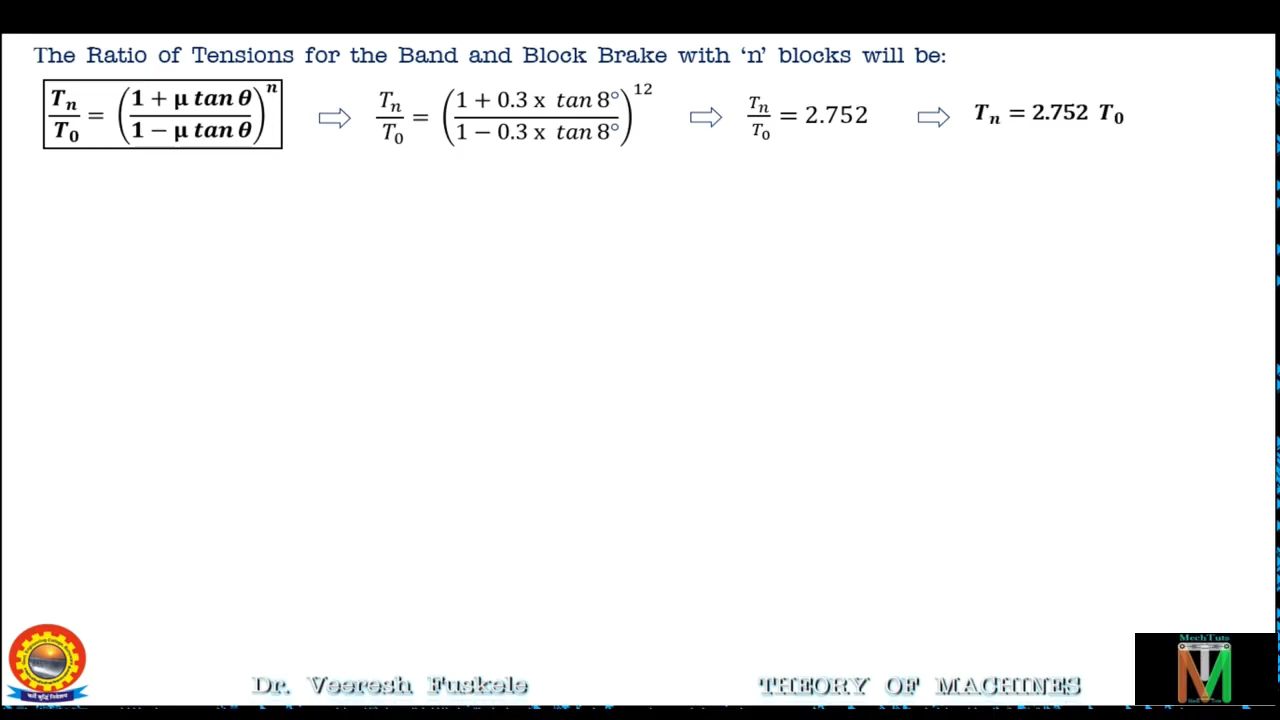 The Ratio of Tensions for the Band and Block Brake with ‘n’ blocks will be:
Tₙ/T₀ = ((1 + μ tan θ)/(1 − μ tan θ))ⁿ ⇨ Tₙ/T₀ = ((1 + 0.3 x tan 8°)/(1 − 0.3 x tan 8°))¹² ⇨ Tₙ/T₀ = 2.752 ⇨ Tₙ = 2.752 T₀
MechTuts
Dr. Veeresh Fuskele THEORY OF MACHINES